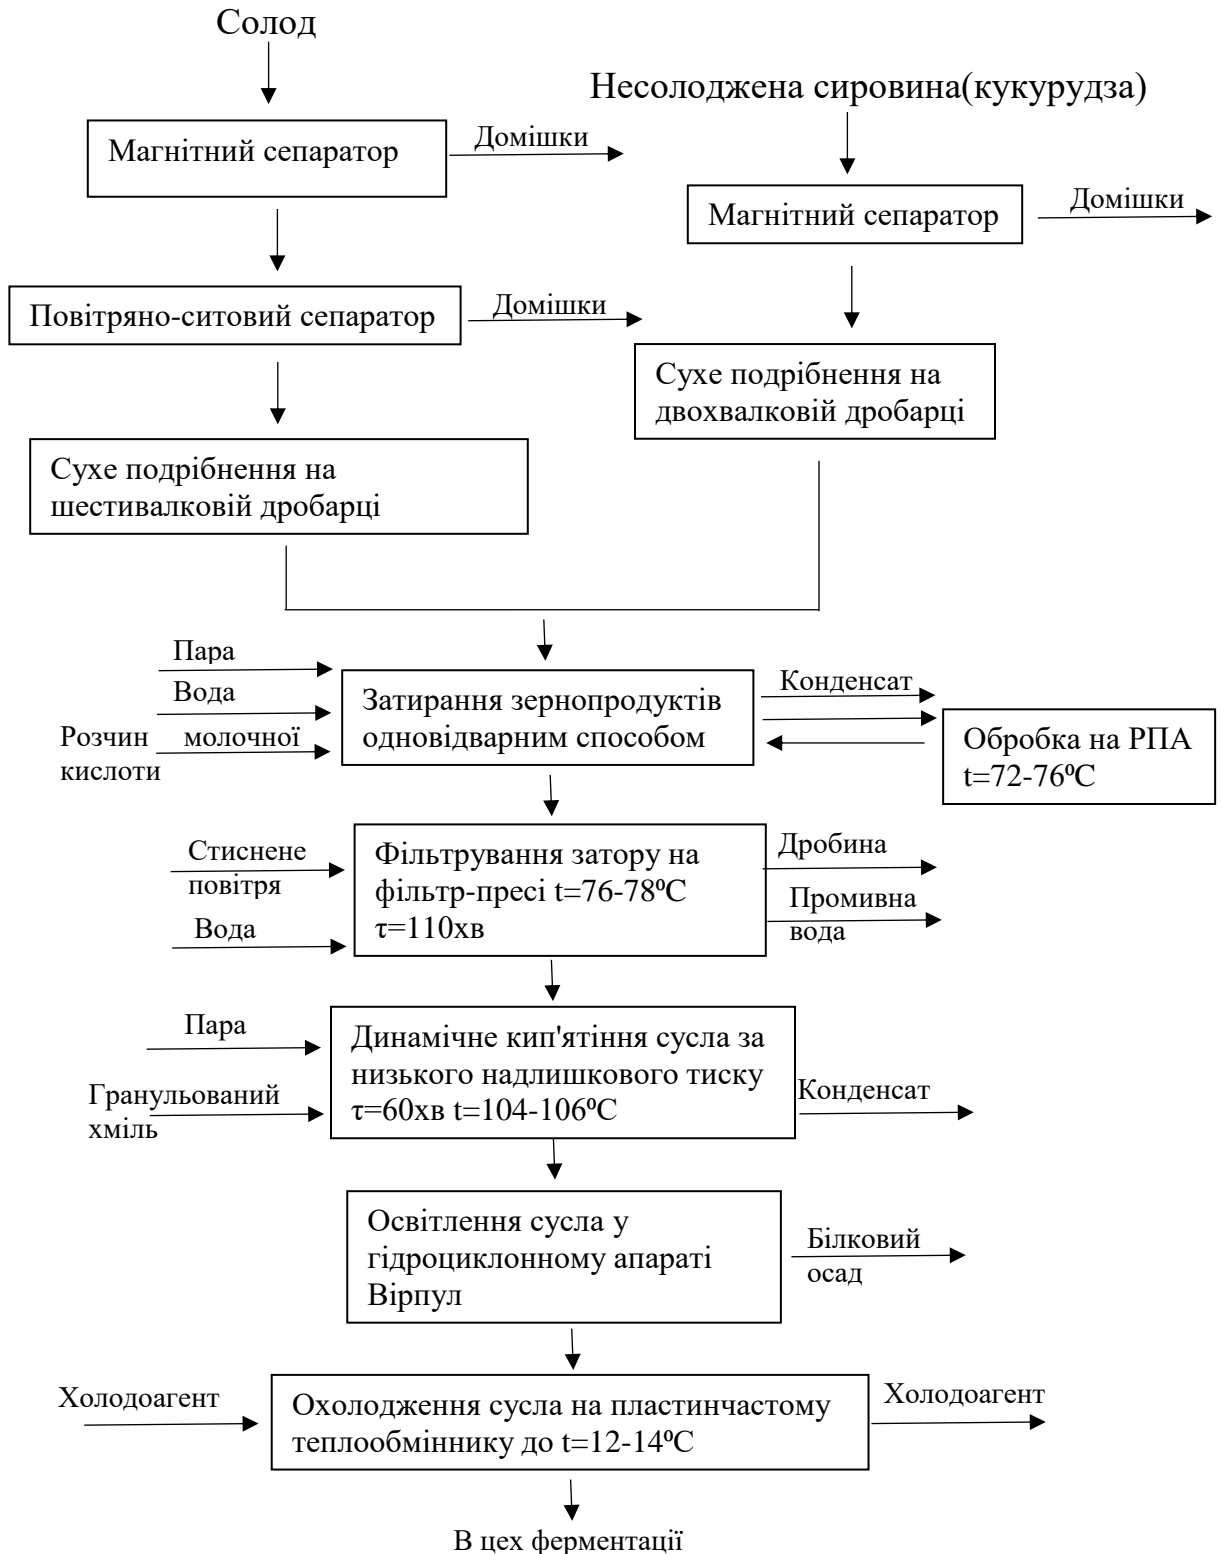 Солод
Несолоджена сировина(кукурудза)
Магнітний сепаратор
Домішки
Магнітний сепаратор
Домішки
Повітряно-ситовий сепаратор
Домішки
Сухе подрібнення на
двохвалковій дробарці
Сухе подрібнення на
шестивалковій дробарці
Пара
Вода
Розчин молочної
кислоти
Затирання зернопродуктів
одновідварним способом
Конденсат
Обробка на РПА
t=72-76⁰С
Стиснене
повітря
Вода
Фільтрування затору на
фільтр-пресі t=76-78⁰С
τ=110хв
Дробина
Промивна
вода
Пара
Гранульований
хміль
Динамічне кип'ятіння сусла за
низького надлишкового тиску
τ=60хв t=104-106⁰С
Конденсат
Освітлення сусла у
гідроциклонному апараті
Вірпул
Білковий
осад
Холодоагент
Охолодження сусла на пластинчастому
теплообміннику до t=12-14⁰С
Холодоагент
В цех ферментації